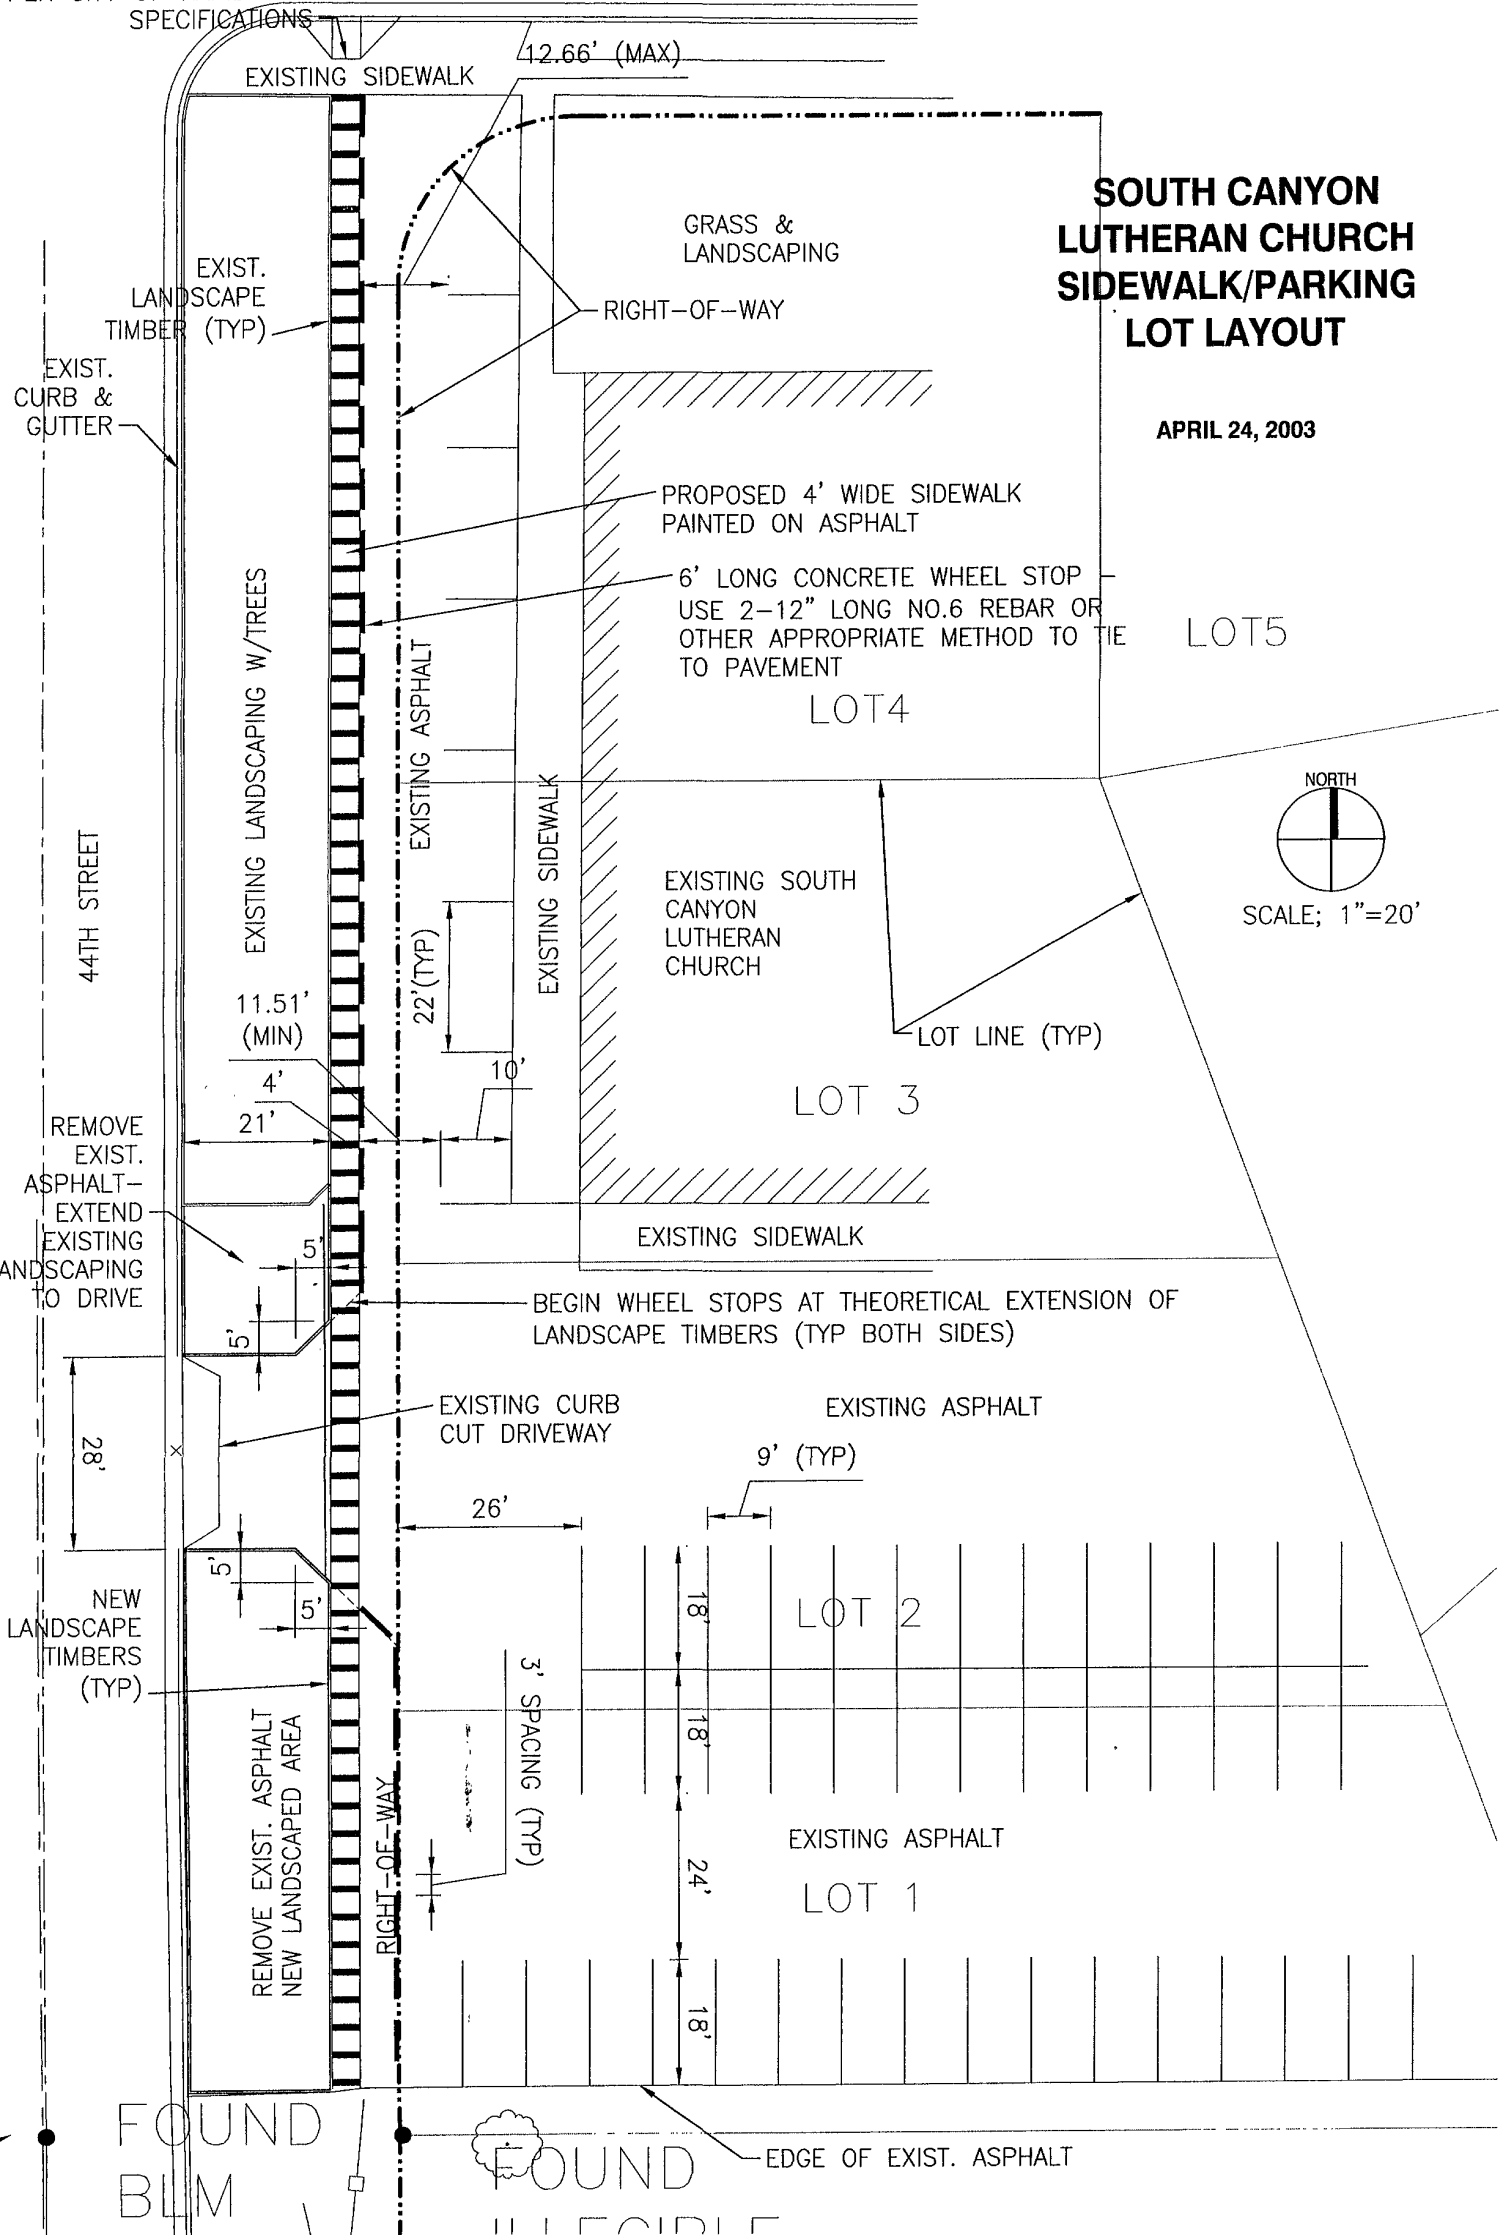 SPECIFICATIONS
12.66' (MAX)
EXISTING SIDEWALK
SOUTH CANYON
LUTHERAN CHURCH
SIDEWALK/PARKING
LOT LAYOUT
APRIL 24, 2003
GRASS &
LANDSCAPING
EXIST.
LANDSCAPE
TIMBER (TYP)
RIGHT-OF-WAY
EXIST.
CURB &
GUTTER
PROPOSED 4' WIDE SIDEWALK
PAINTED ON ASPHALT
6' LONG CONCRETE WHEEL STOP -
USE 2-12" LONG NO.6 REBAR OR
OTHER APPROPRIATE METHOD TO TIE
TO PAVEMENT
LOT5
LOT4
EXISTING LANDSCAPING W/TREES
EXISTING ASPHALT
EXISTING SIDEWALK
44TH STREET
NORTH
SCALE; 1"=20'
EXISTING SOUTH
CANYON
LUTHERAN
CHURCH
22'(TYP)
11.51'
(MIN)
LOT LINE (TYP)
10'
4'
21'
LOT 3
REMOVE
EXIST.
ASPHALT-
EXTEND
EXISTING
ANDSCAPING
TO DRIVE
EXISTING SIDEWALK
5'
5'
BEGIN WHEEL STOPS AT THEORETICAL EXTENSION OF
LANDSCAPE TIMBERS (TYP BOTH SIDES)
EXISTING CURB
CUT DRIVEWAY
EXISTING ASPHALT
28'
9' (TYP)
26'
5'
5'
NEW
LANDSCAPE
TIMBERS
(TYP)
18'
LOT 2
3' SPACING (TYP)
18'
REMOVE EXIST. ASPHALT
NEW LANDSCAPED AREA
RIGHT-OF-WAY
EXISTING ASPHALT
24'
LOT 1
18'
FOUND
BLM
FOUND
EDGE OF EXIST. ASPHALT
ILLEGIBLE